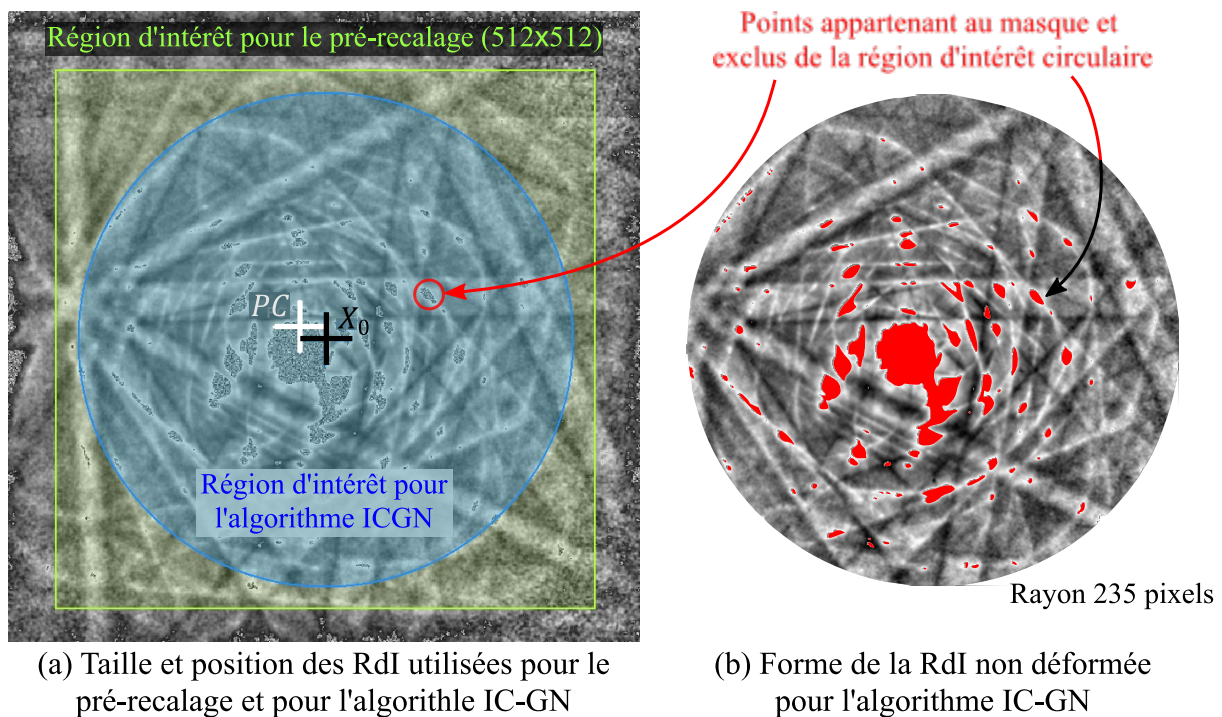 Région d'intérêt pour le pré-recalage (512x512)
Points appartenant au masque et
exclus de la région d'intérêt circulaire
PC
X₀
Région d'intérêt pour
l'algorithme ICGN
Rayon 235 pixels
(a) Taille et position des RdI utilisées pour le
pré-recalage et pour l'algorithle IC-GN
(b) Forme de la RdI non déformée
pour l'algorithme IC-GN